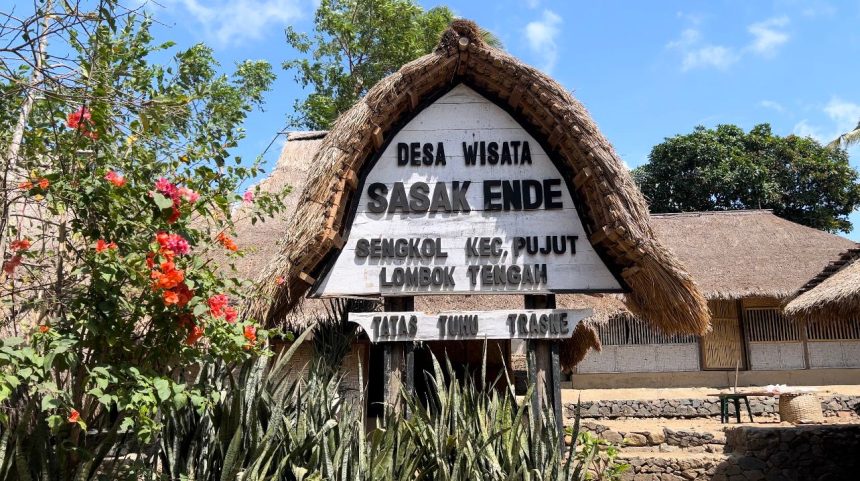 DESA WISATA
SASAK ENDE
SENGKOL KEC, PUJUT
LOMBOK TENGAH
TATAS TUHU TRASNE